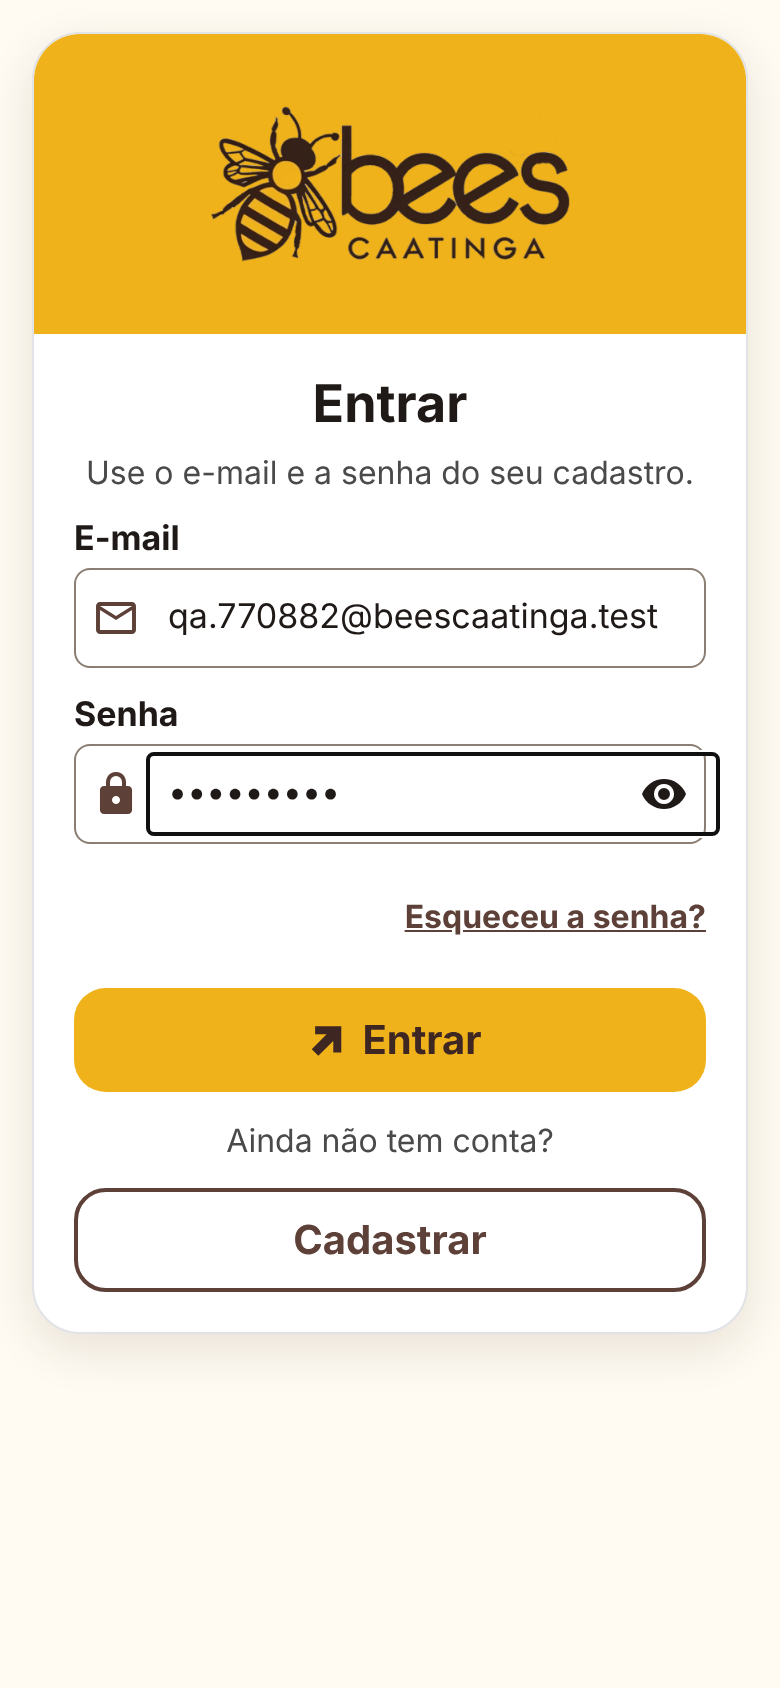 bees
CAATINGA
Entrar
Use o e-mail e a senha do seu cadastro.
E-mail
qa.770882@beescaatinga.test
Senha
•••••••••
Esqueceu a senha?
Entrar
Ainda não tem conta?
Cadastrar